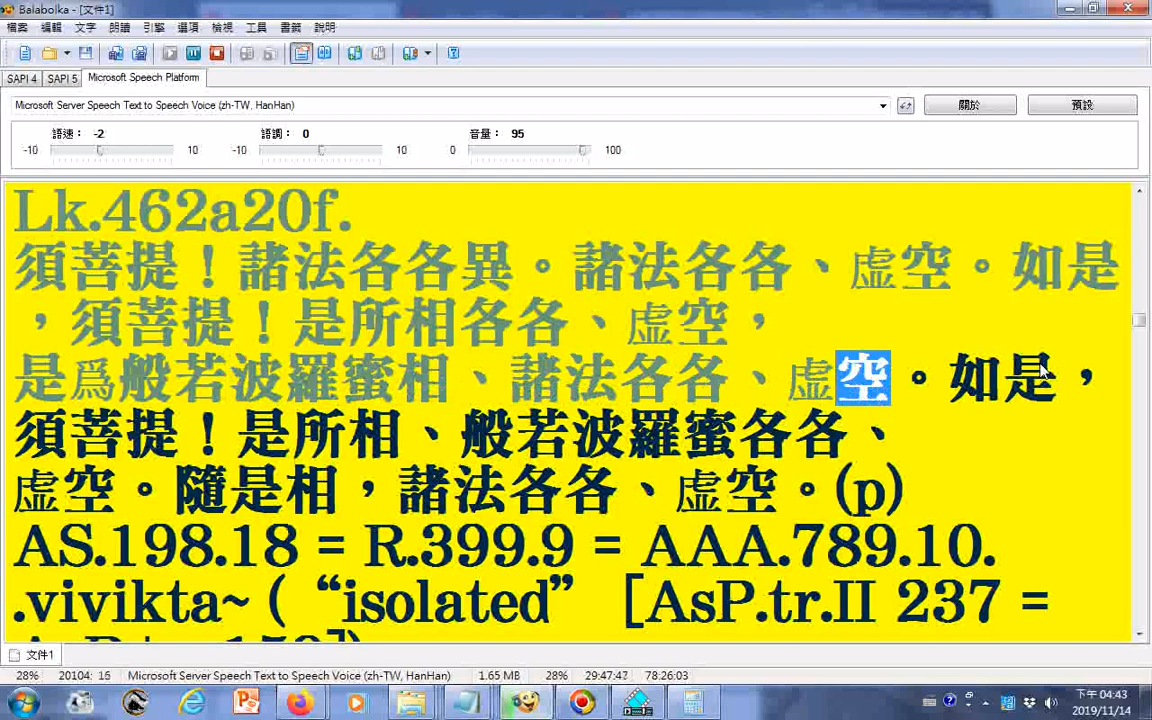 Balabolka - [文件1]
檔案 編輯 文字 朗讀 引擎 選項 檢視 工具 書籤 說明
SAPI 4 SAPI 5 Microsoft Speech Platform
Microsoft Server Speech Text to Speech Voice (zh-TW, HanHan) 關於 預設
語速： -2 語調： 0 音量： 95
-10 10 -10 10 0 100
Lk.462a20f.
須菩提！諸法各各異。諸法各各、虛空。如是
，須菩提！是所相各各、虛空，
是爲般若波羅蜜相、諸法各各、虛空。如是，
須菩提！是所相、般若波羅蜜各各、
虛空。隨是相，諸法各各、虛空。(p)
AS.198.18 = R.399.9 = AAA.789.10.
.vivikta~ (“isolated” [AsP.tr.II 237 =
文件1
28% 20104: 15 Microsoft Server Speech Text to Speech Voice (zh-TW, HanHan) 1.65 MB 28% 29:47:47 78:26:03
下午 04:43
2019/11/14